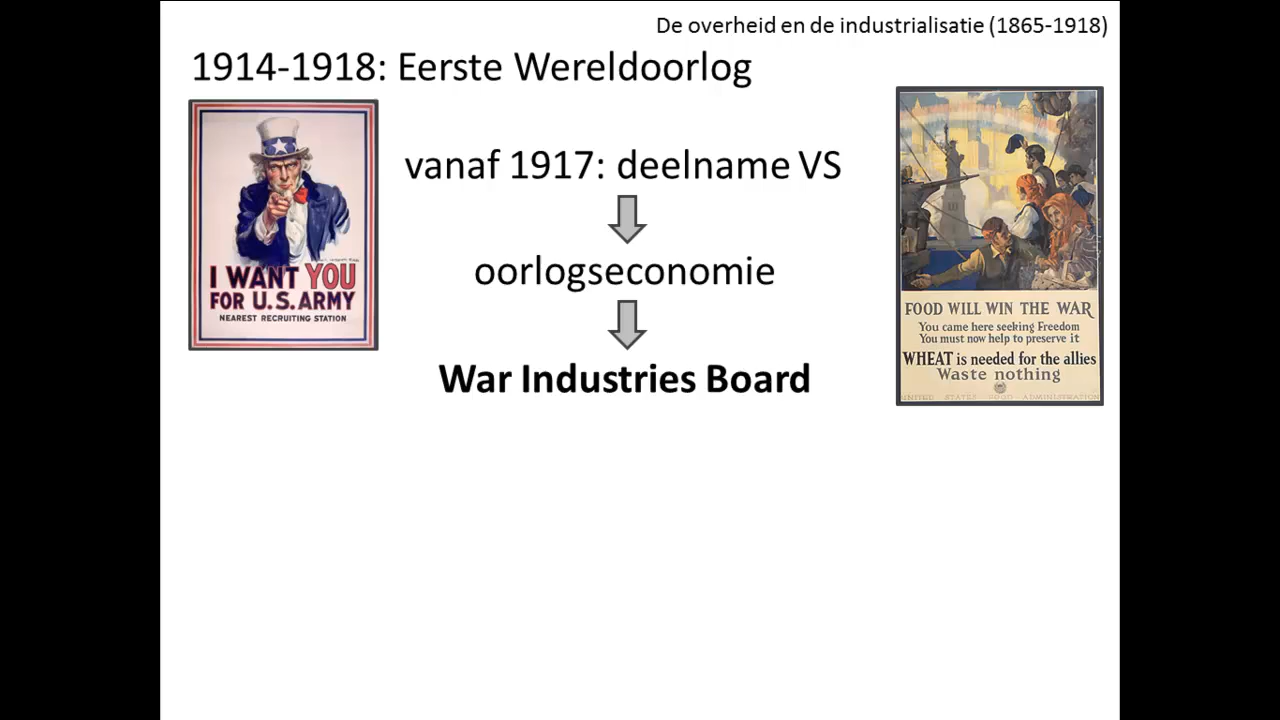 De overheid en de industrialisatie (1865-1918)
1914-1918: Eerste Wereldoorlog
vanaf 1917: deelname VS
oorlogseconomie
War Industries Board
I WANT YOU
FOR U.S. ARMY
NEAREST RECRUITING STATION
FOOD WILL WIN THE WAR
You came here seeking Freedom
You must now help to preserve it
WHEAT is needed for the allies
Waste nothing
UNITED STATES FOOD ADMINISTRATION